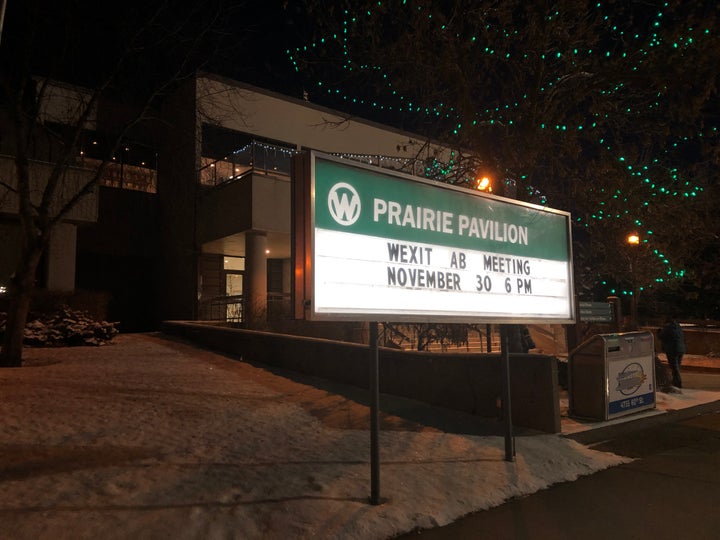 W PRAIRIE PAVILION
WEXIT AB MEETING
NOVEMBER 30 6 PM